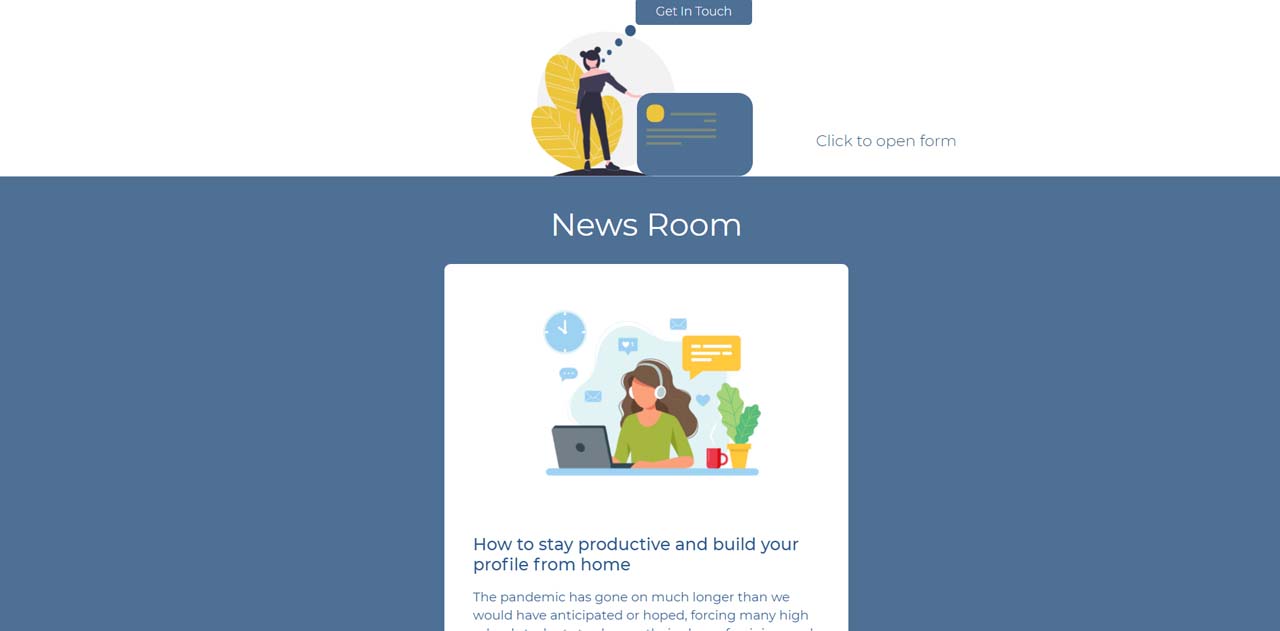 Get In Touch
Click to open form
News Room
How to stay productive and build your
profile from home
The pandemic has gone on much longer than we
would have anticipated or hoped, forcing many high